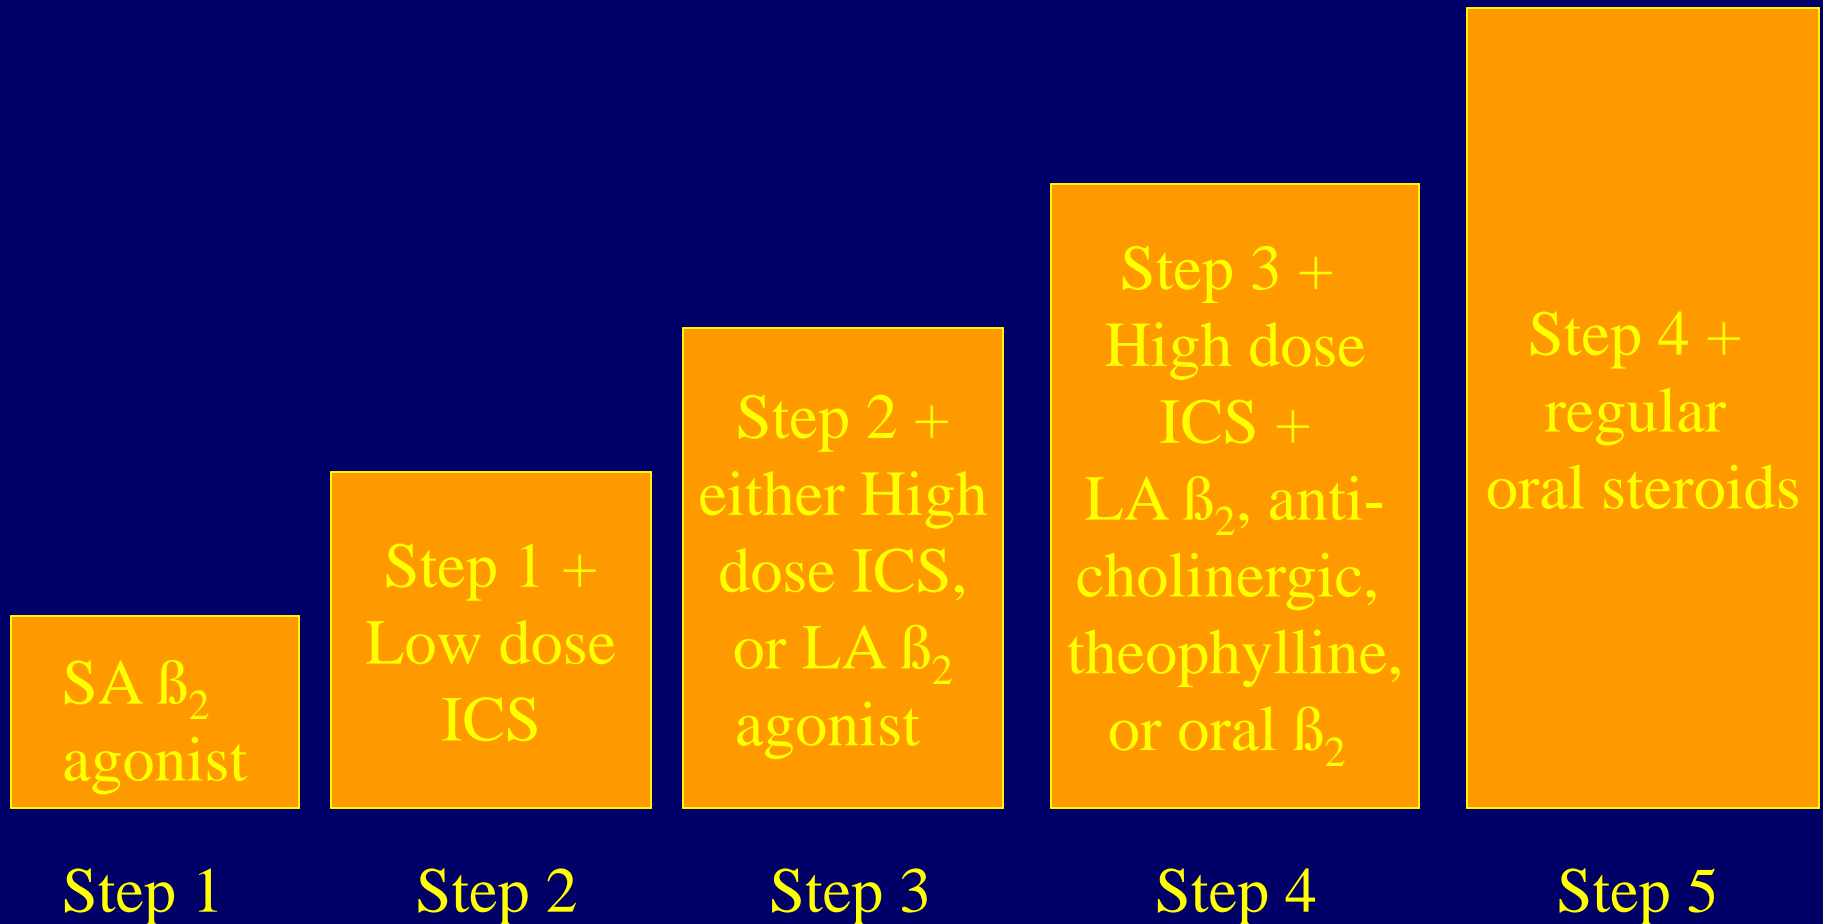 SA ß₂
agonist
Step 1 +
Low dose
ICS
Step 2 +
either High
dose ICS,
or LA ß₂
agonist
Step 3 +
High dose
ICS +
LA ß₂, anti-
cholinergic,
theophylline,
or oral ß₂
Step 4 +
regular
oral steroids
Step 1
Step 2
Step 3
Step 4
Step 5